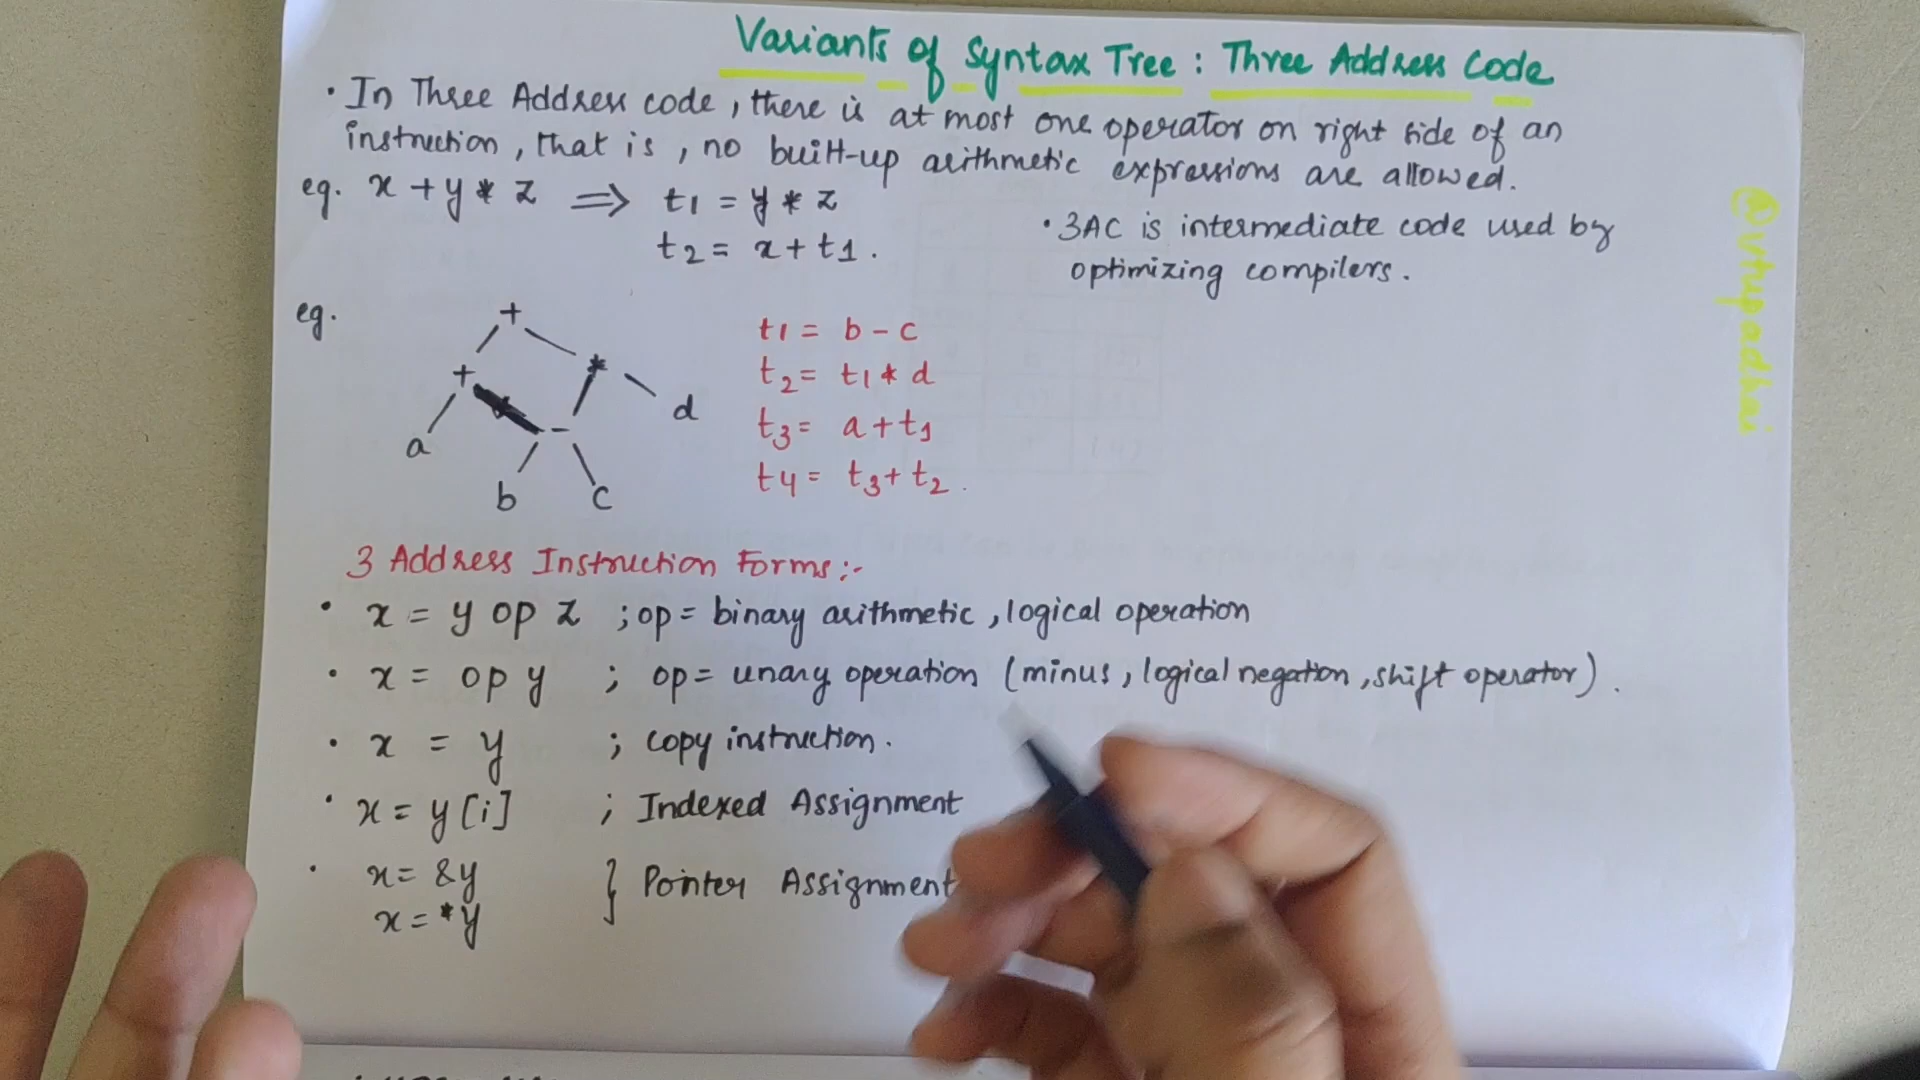 Variants of Syntax Tree : Three Address Code
• In Three Address code, there is at most one operator on right side of an
instruction, that is, no built-up arithmetic expressions are allowed.
eg. x + y * z ⇒ t1 = y * z
t2 = x + t1.
• 3AC is intermediate code used by
optimizing compilers.
@vtupadhai
eg.
+
+ *
a - d
b c
t1 = b - c
t2 = t1 * d
t3 = a + t1
t4 = t3 + t2.
3 Address Instruction Forms :-
• x = y op z ; op = binary arithmetic, logical operation
• x = op y ; op = unary operation (minus, logical negation, shift operator).
• x = y ; copy instruction.
• x = y[i] ; Indexed Assignment
• x = &y } Pointer Assignment
x = *y